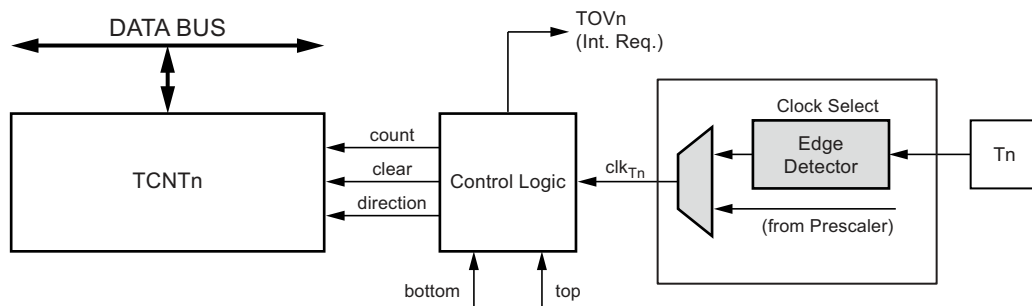 DATA BUS
TOVn
(Int. Req.)
TCNTn
count
clear
direction
Control Logic
clkTn
Clock Select
Edge
Detector
(from Prescaler)
Tn
bottom
top